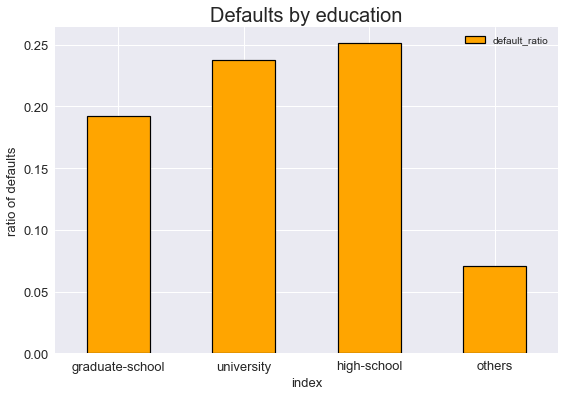 Defaults by education
default_ratio
ratio of defaults
0.25
0.20
0.15
0.10
0.05
0.00
graduate-school
university
high-school
others
index